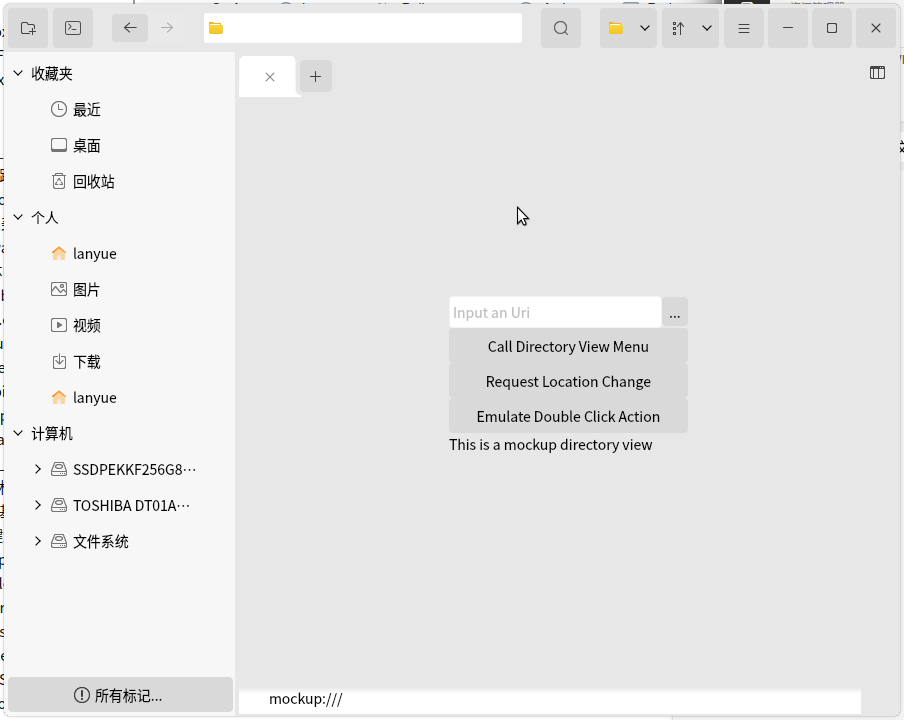 收藏夹
最近
桌面
回收站
个人
lanyue
图片
视频
下载
lanyue
计算机
SSDPEKKF256G8···
TOSHIBA DT01A···
文件系统
所有标记...
Input an Uri
...
Call Directory View Menu
Request Location Change
Emulate Double Click Action
This is a mockup directory view
mockup:///